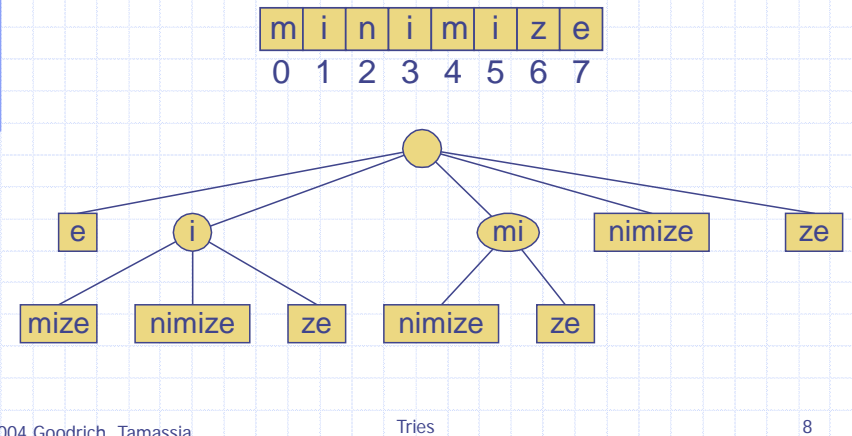 m i n i m i z e
0 1 2 3 4 5 6 7
e i mi nimize ze
mize nimize ze nimize ze
004 Goodrich, Tamassia Tries 8